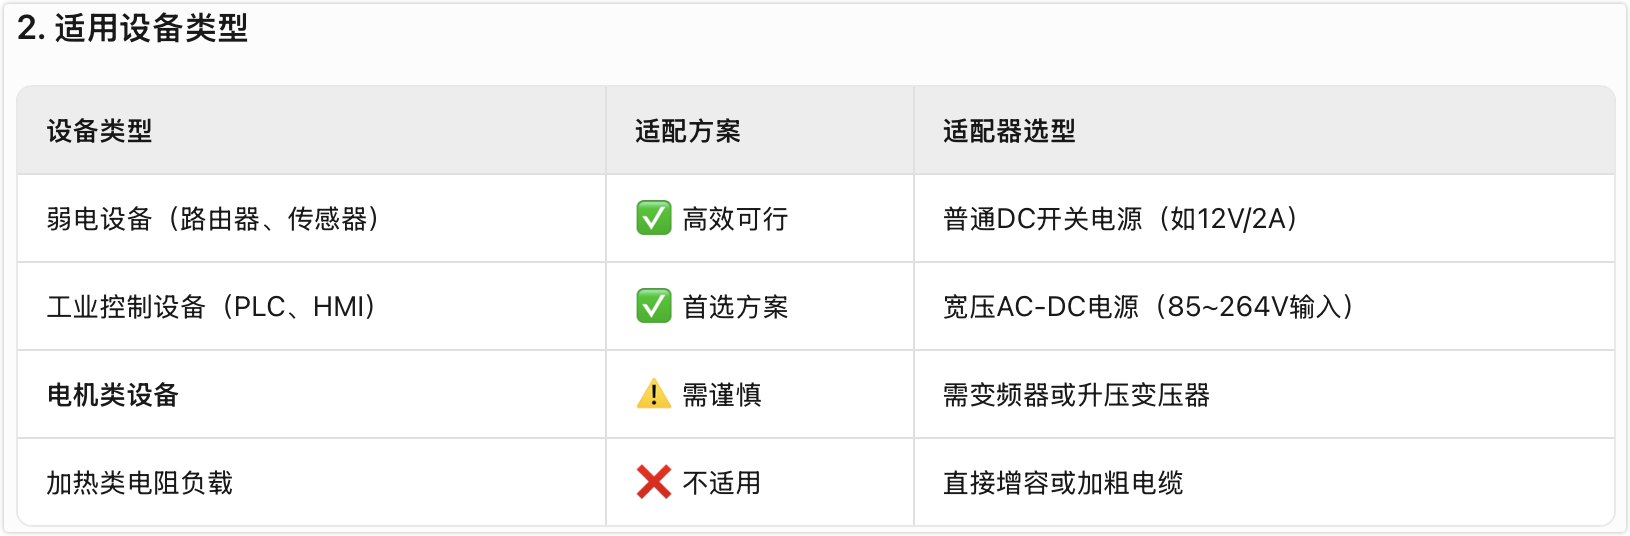 2. 适用设备类型
设备类型 适配方案 适配器选型
弱电设备（路由器、传感器） ✅ 高效可行 普通DC开关电源（如12V/2A）
工业控制设备（PLC、HMI） ✅ 首选方案 宽压AC-DC电源（85~264V输入）
电机类设备 ⚠️ 需谨慎 需变频器或升压变压器
加热类电阻负载 ❌ 不适用 直接增容或加粗电缆